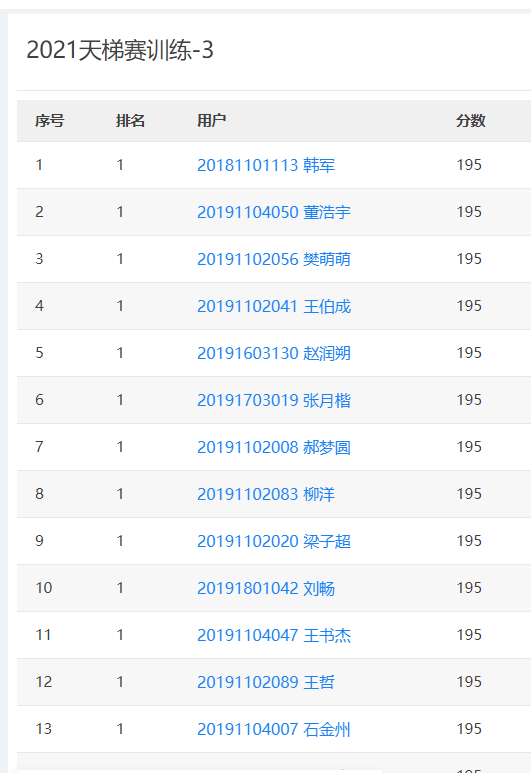 2021天梯赛训练-3
序号 排名 用户 分数
1 1 20181101113 韩军 195
2 1 20191104050 董浩宇 195
3 1 20191102056 樊萌萌 195
4 1 20191102041 王伯成 195
5 1 20191603130 赵润朔 195
6 1 20191703019 张月楷 195
7 1 20191102008 郝梦圆 195
8 1 20191102083 柳洋 195
9 1 20191102020 梁子超 195
10 1 20191801042 刘畅 195
11 1 20191104047 王书杰 195
12 1 20191102089 王哲 195
13 1 20191104007 石金州 195